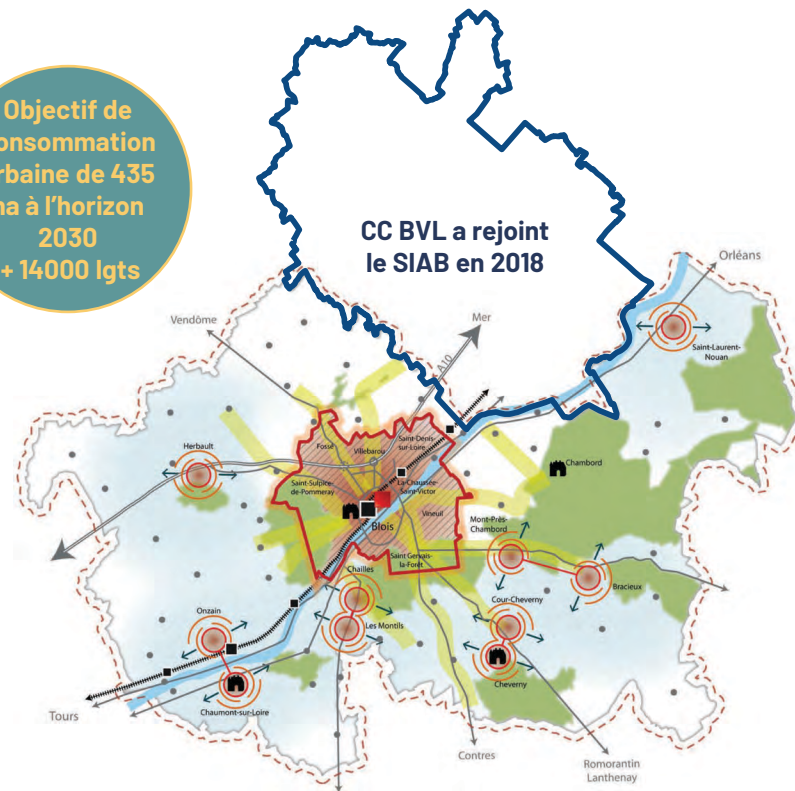 Objectif de
onsommation
rbaine de 435
ha à l'horizon
2030
+ 14000 lgts
CC BVL a rejoint
le SIAB en 2018
Orléans
Vendôme
Mer
A10
Saint-Laurent-
Nouan
Herbault
Fossé
Villebarou
Saint-Denis-
sur-Loire
Chambord
Saint-Sulpice-
de-Pommeray
La-Chaussée-
Saint-Victor
Blois
Vineuil
Mont-Près-
Chambord
Saint Gervais-
la-Forêt
Chailles
Bracieux
Cour-Cheverny
Onzain
Les Montils
Cheverny
Chaumont-sur-Loire
Tours
Contres
Romorantin
Lanthenay